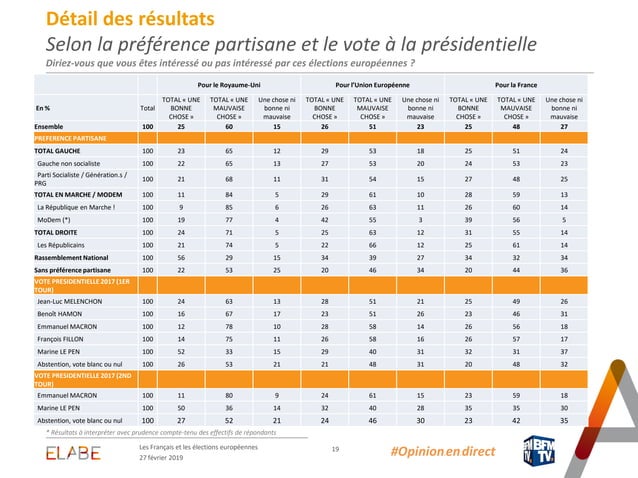 Détail des résultats
Selon la préférence partisane et le vote à la présidentielle
Diriez-vous que vous êtes intéressé ou pas intéressé par ces élections européennes ?
Pour le Royaume-Uni Pour l'Union Européenne Pour la France
En % Total TOTAL « UNE BONNE CHOSE » TOTAL « UNE MAUVAISE CHOSE » Une chose ni bonne ni mauvaise TOTAL « UNE BONNE CHOSE » TOTAL « UNE MAUVAISE CHOSE » Une chose ni bonne ni mauvaise TOTAL « UNE BONNE CHOSE » TOTAL « UNE MAUVAISE CHOSE » Une chose ni bonne ni mauvaise
Ensemble 100 25 60 15 26 51 23 25 48 27
PREFERENCE PARTISANE
TOTAL GAUCHE 100 23 65 12 29 53 18 25 51 24
Gauche non socialiste 100 22 65 13 27 53 20 24 53 23
Parti Socialiste / Génération.s /
PRG 100 21 68 11 31 54 15 27 48 25
TOTAL EN MARCHE / MODEM 100 11 84 5 29 61 10 28 59 13
La République en Marche ! 100 9 85 6 26 63 11 26 60 14
MoDem (*) 100 19 77 4 42 55 3 39 56 5
TOTAL DROITE 100 24 71 5 25 63 12 31 55 14
Les Républicains 100 21 74 5 22 66 12 25 61 14
Rassemblement National 100 56 29 15 34 39 27 34 32 34
Sans préférence partisane 100 22 53 25 20 46 34 20 44 36
VOTE PRESIDENTIELLE 2017 (1ER
TOUR)
Jean-Luc MELENCHON 100 24 63 13 28 51 21 25 49 26
Benoît HAMON 100 16 67 17 23 51 26 23 46 31
Emmanuel MACRON 100 12 78 10 28 58 14 26 56 18
François FILLON 100 14 75 11 26 58 16 26 57 17
Marine LE PEN 100 52 33 15 29 40 31 32 31 37
Abstention, vote blanc ou nul 100 26 53 21 21 48 31 20 48 32
VOTE PRESIDENTIELLE 2017 (2ND
TOUR)
Emmanuel MACRON 100 11 80 9 24 61 15 23 59 18
Marine LE PEN 100 50 36 14 32 40 28 35 35 30
Abstention, vote blanc ou nul 100 27 52 21 24 46 30 23 42 35
* Résultats à interpréter avec prudence compte-tenu des effectifs de répondants
ELABE
Les Français et les élections européennes
27 février 2019
19
#Opinion en direct
BFM
TV.